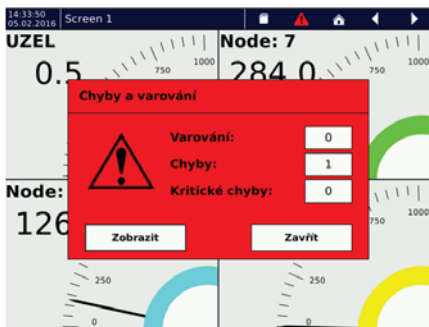 14:33:50
05.02.2016
Screen 1
UZEL
0.5
1000
Node: 7
284.0
750
1000
Chyby a varování
Varování:
0
Chyby:
1
Kritické chyby:
0
Zobrazit
Zavřít
Node:
126
750
250
0
250
0